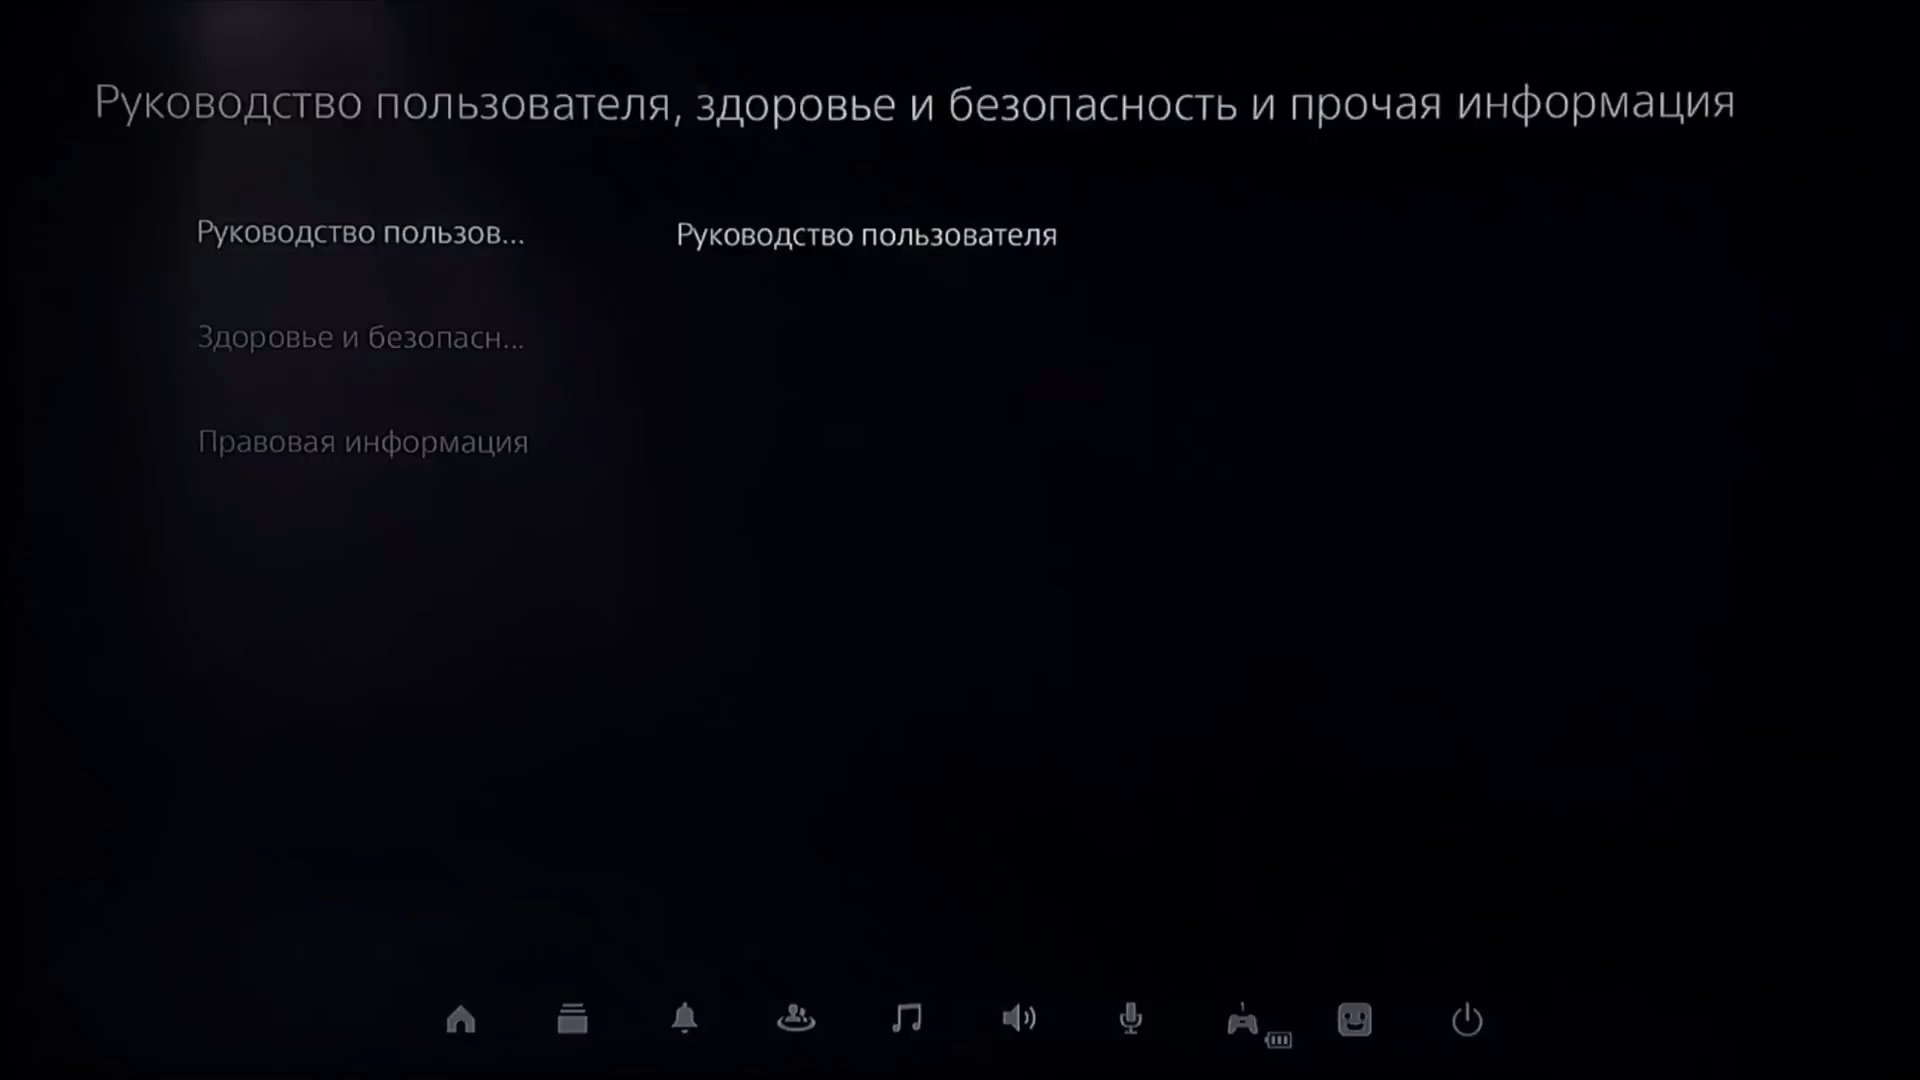 Руководство пользователя, здоровье и безопасность и прочая информация
Руководство пользов...
Руководство пользователя
Здоровье и безопасн...
Правовая информация